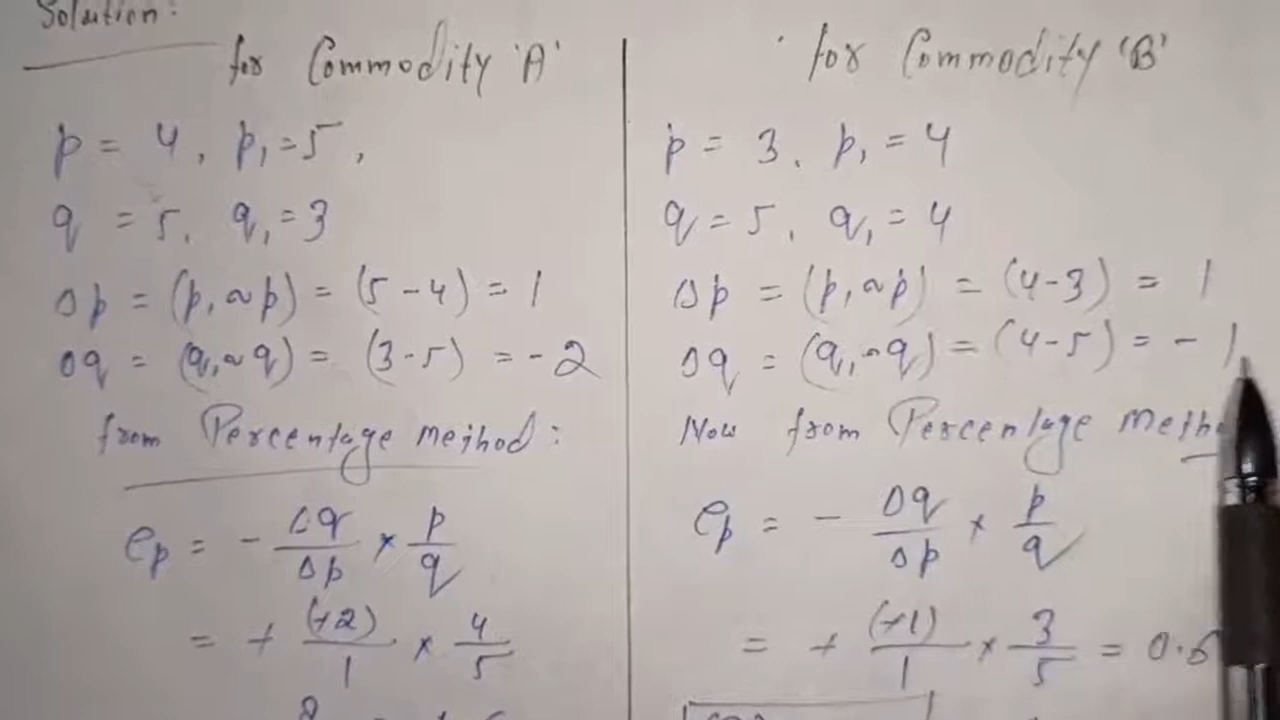 Solution:
for Commodity 'A'
p = 4, p₁ = 5,
q = 5, q₁ = 3
Δp = (p₁ ~ p) = (5 - 4) = 1
Δq = (q₁ ~ q) = (3 - 5) = - 2
from Percentage method:
ep = - Δq/Δp × p/q
= + (+2)/1 × 4/5
for Commodity 'B'
p = 3, p₁ = 4
q = 5, q₁ = 4
Δp = (p₁ ~ p) = (4 - 3) = 1
Δq = (q₁ ~ q) = (4 - 5) = - 1
Now from Percentage
ep = - Δq/Δp × p/q
= + (+1)/1 × 3/5 = 0.6